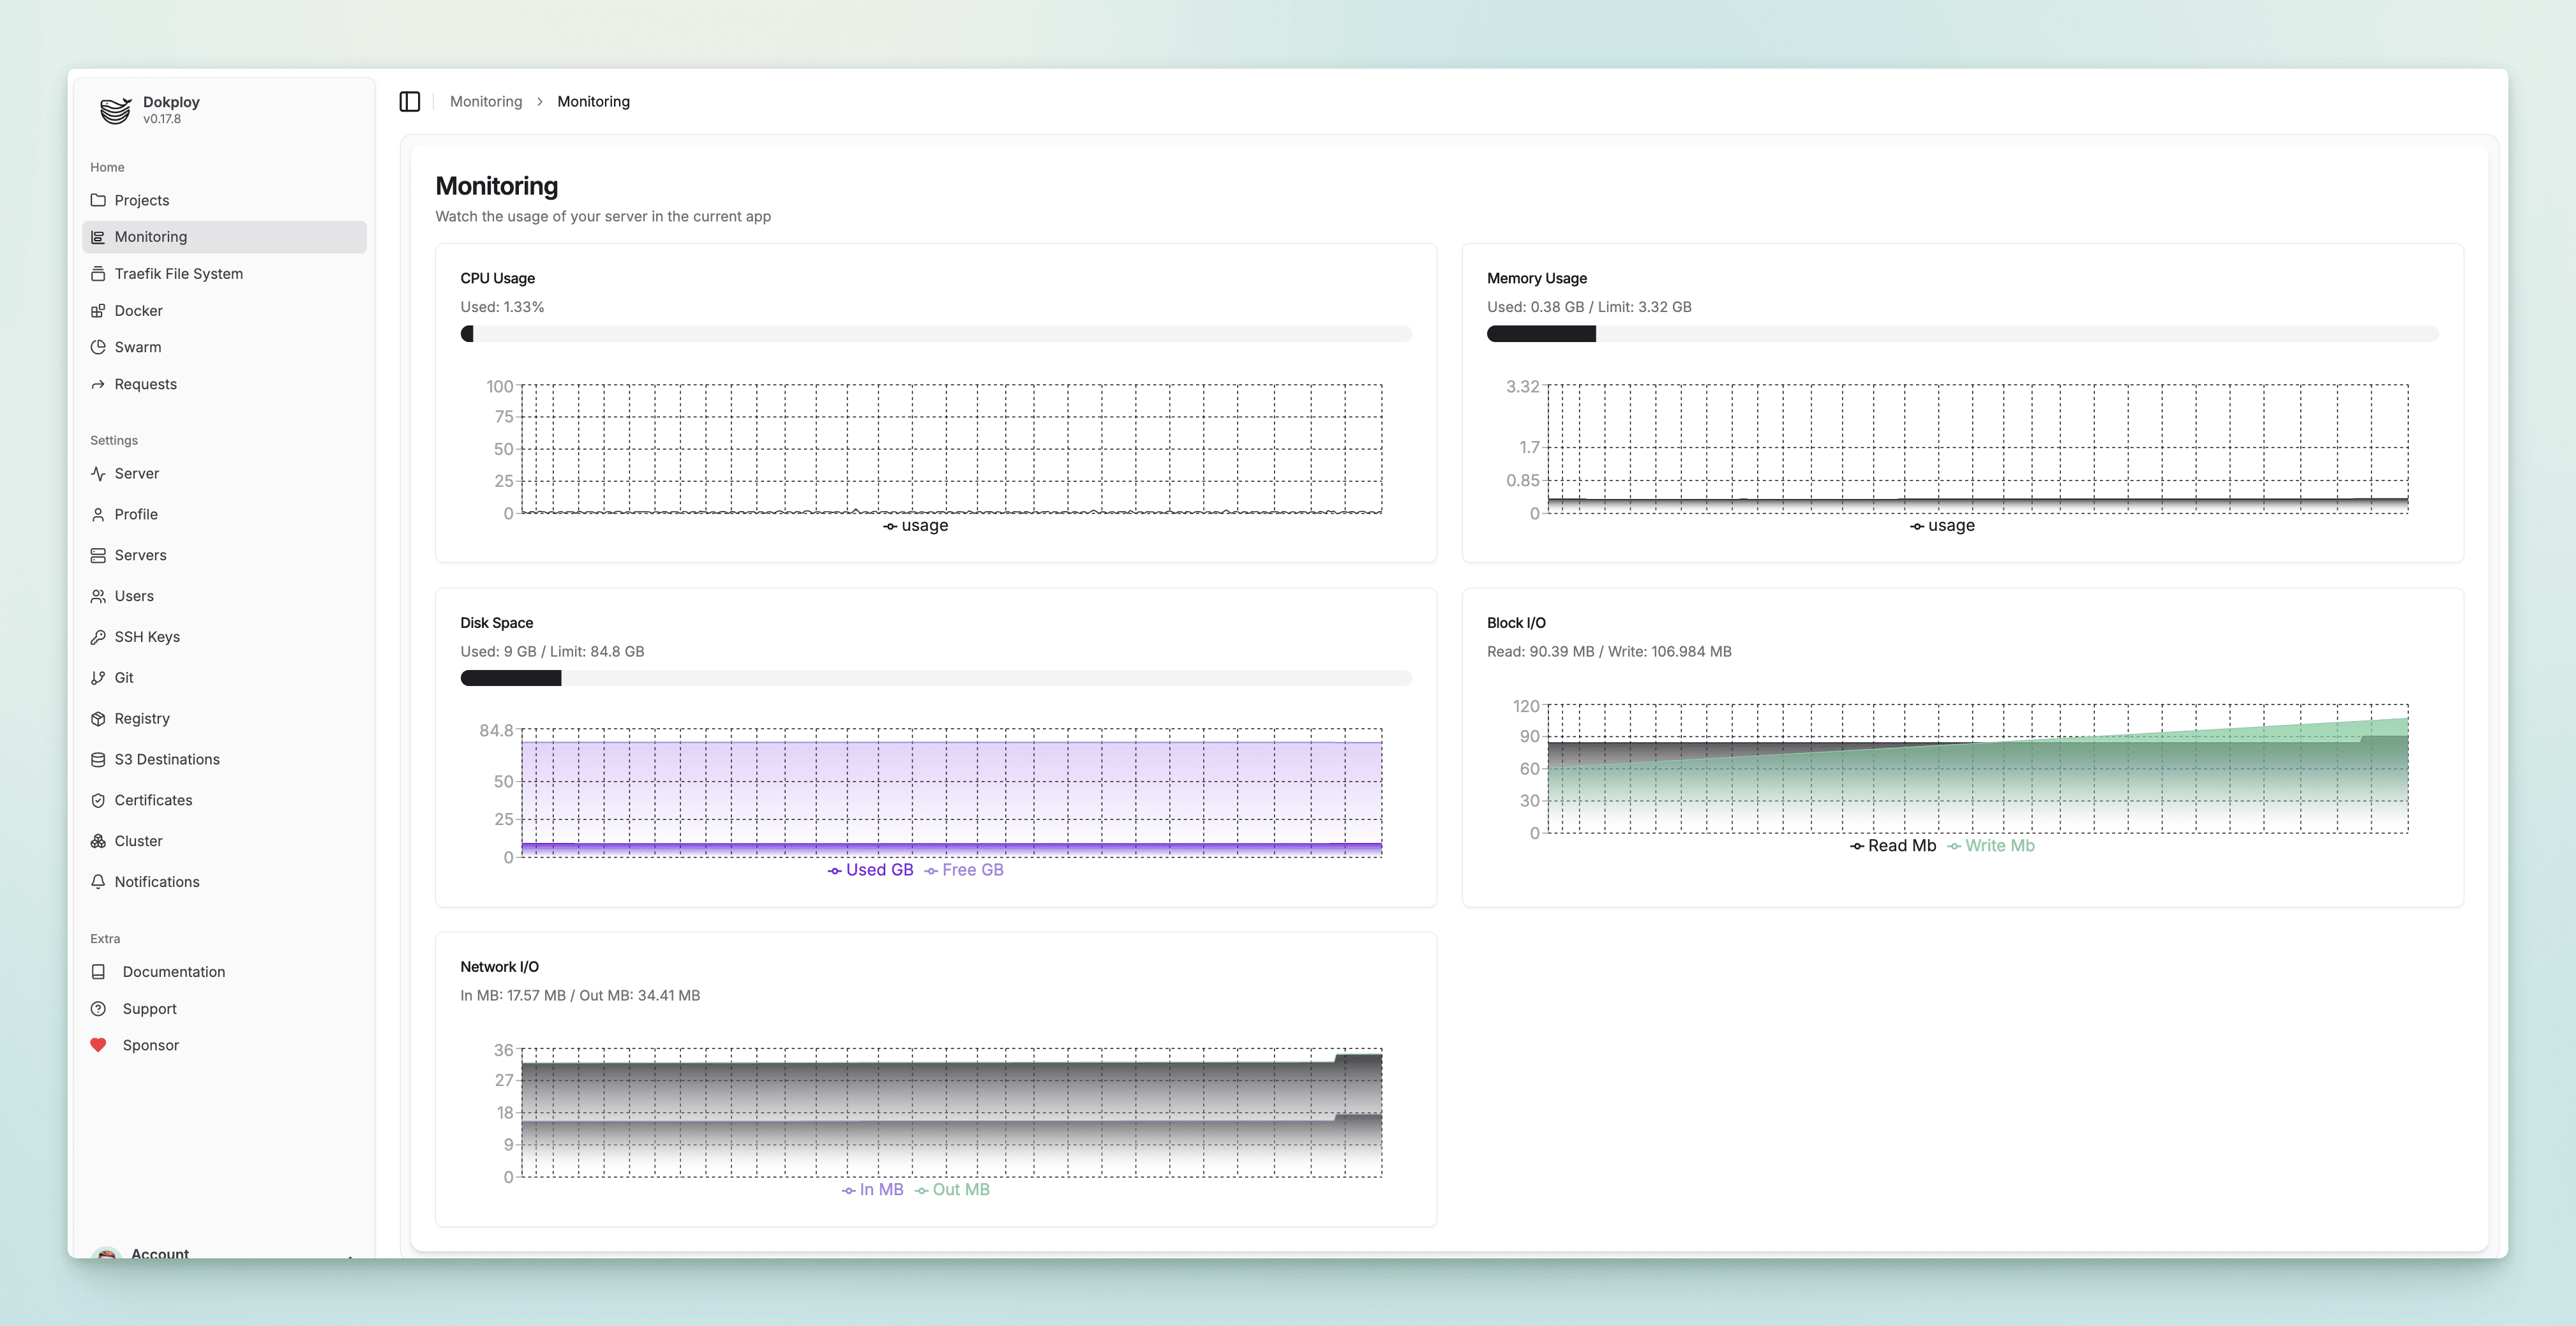 Dokploy
v0.17.8
Home
Projects
Monitoring
Traefik File System
Docker
Swarm
Requests
Settings
Server
Profile
Servers
Users
SSH Keys
Git
Registry
S3 Destinations
Certificates
Cluster
Notifications
Extra
Documentation
Support
Sponsor
Account
Monitoring > Monitoring
Monitoring
Watch the usage of your server in the current app
CPU Usage
Used: 1.33%
100
75
50
25
0
usage
Memory Usage
Used: 0.38 GB / Limit: 3.32 GB
3.32
1.7
0.85
0
usage
Disk Space
Used: 9 GB / Limit: 84.8 GB
84.8
50
25
0
Used GB Free GB
Block I/O
Read: 90.39 MB / Write: 106.984 MB
120
90
60
30
0
Read Mb Write Mb
Network I/O
In MB: 17.57 MB / Out MB: 34.41 MB
36
27
18
9
0
In MB Out MB